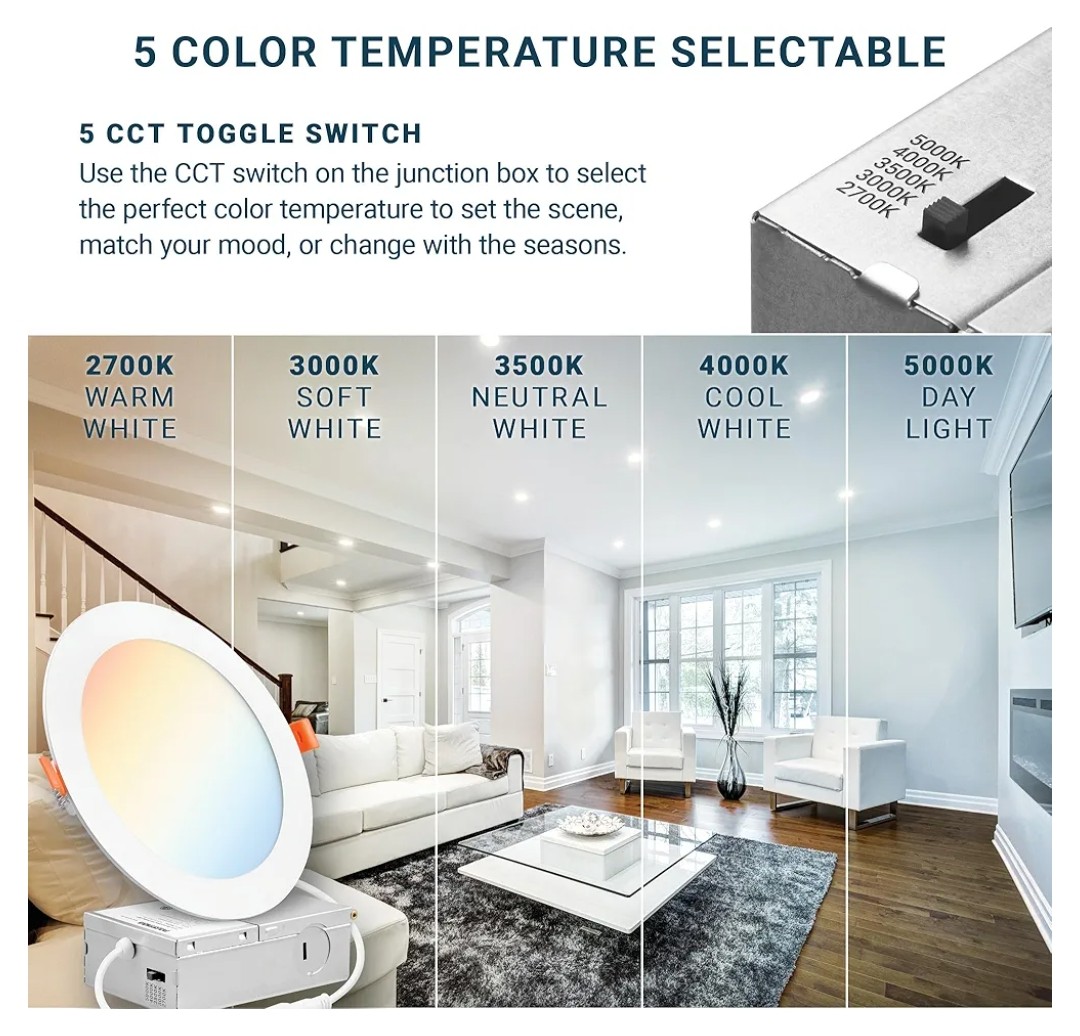 5 COLOR TEMPERATURE SELECTABLE
5 CCT TOGGLE SWITCH
Use the CCT switch on the junction box to select
the perfect color temperature to set the scene,
match your mood, or change with the seasons.
5000K
4000K
3500K
3000K
2700K
2700K
WARM
WHITE
3000K
SOFT
WHITE
3500K
NEUTRAL
WHITE
4000K
COOL
WHITE
5000K
DAY
LIGHT